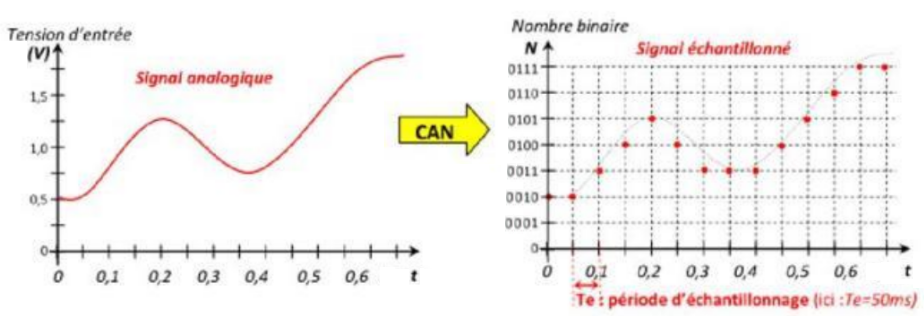 Tension d'entrée
(V)
Signal analogique
1,5
1,0
0,5
0
0 0,1 0,2 0,3 0,4 0,5 0,6 t
CAN
Nombre binaire
N
Signal échantillonné
0111
0110
0101
0100
0011
0010
0001
0
0 0,1 0,2 0,3 0,4 0,5 0,6 t
Te : période d'échantillonnage (ici :Te=50ms)